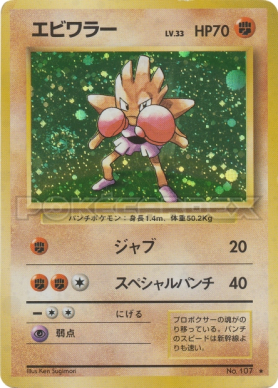 エビワラー LV.33 HP70
POKEMEX
パンチポケモン：身長1.4m、体重50.2Kg
ジャブ 20
スペシャルパンチ 40
にげる
弱点
プロボクサーの魂がの
り移っている。パンチ
のスピードは新幹線
よりも速い。
Illus.Ken Sugimori
No.107 ★